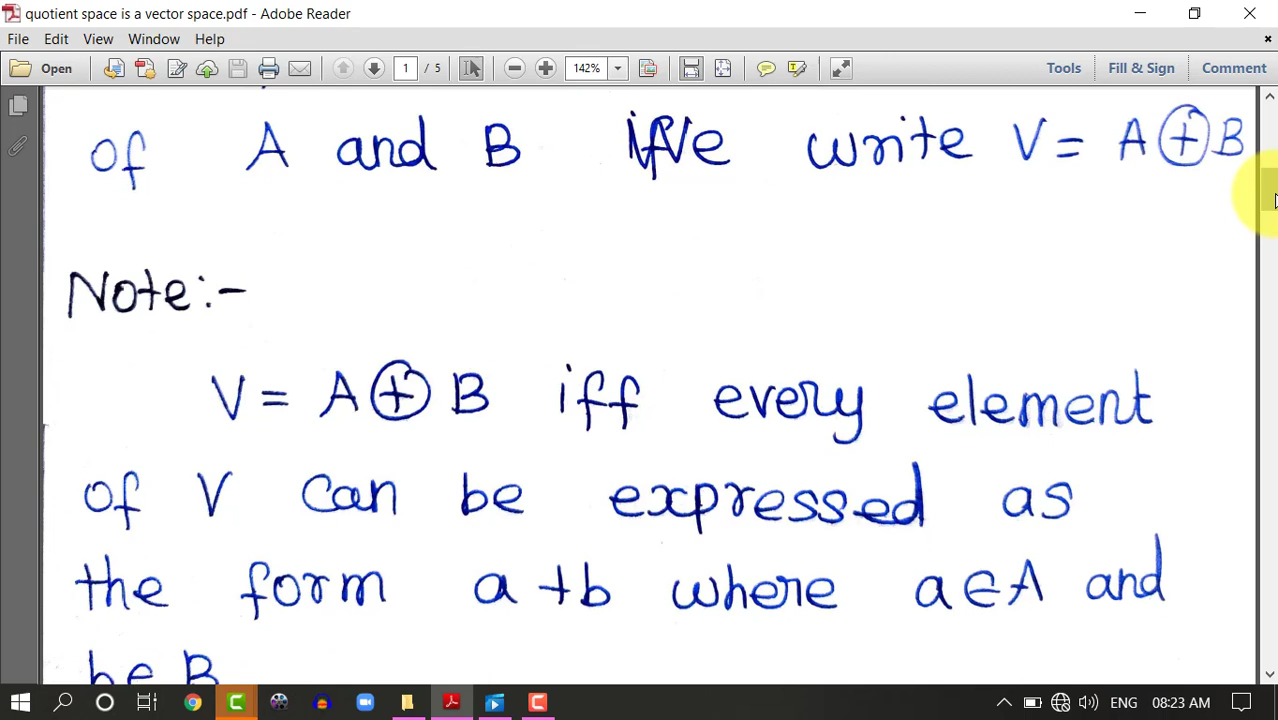 quotient space is a vector space.pdf - Adobe Reader
File Edit View Window Help
Open 1 / 5 142% Tools Fill & Sign Comment
of A and B write V = A ⊕ B
Note:-
V = A ⊕ B iff every element
of V can be expressed as
the form a +b where a ∈ A and
b ∈ B
ENG 08:23 AM